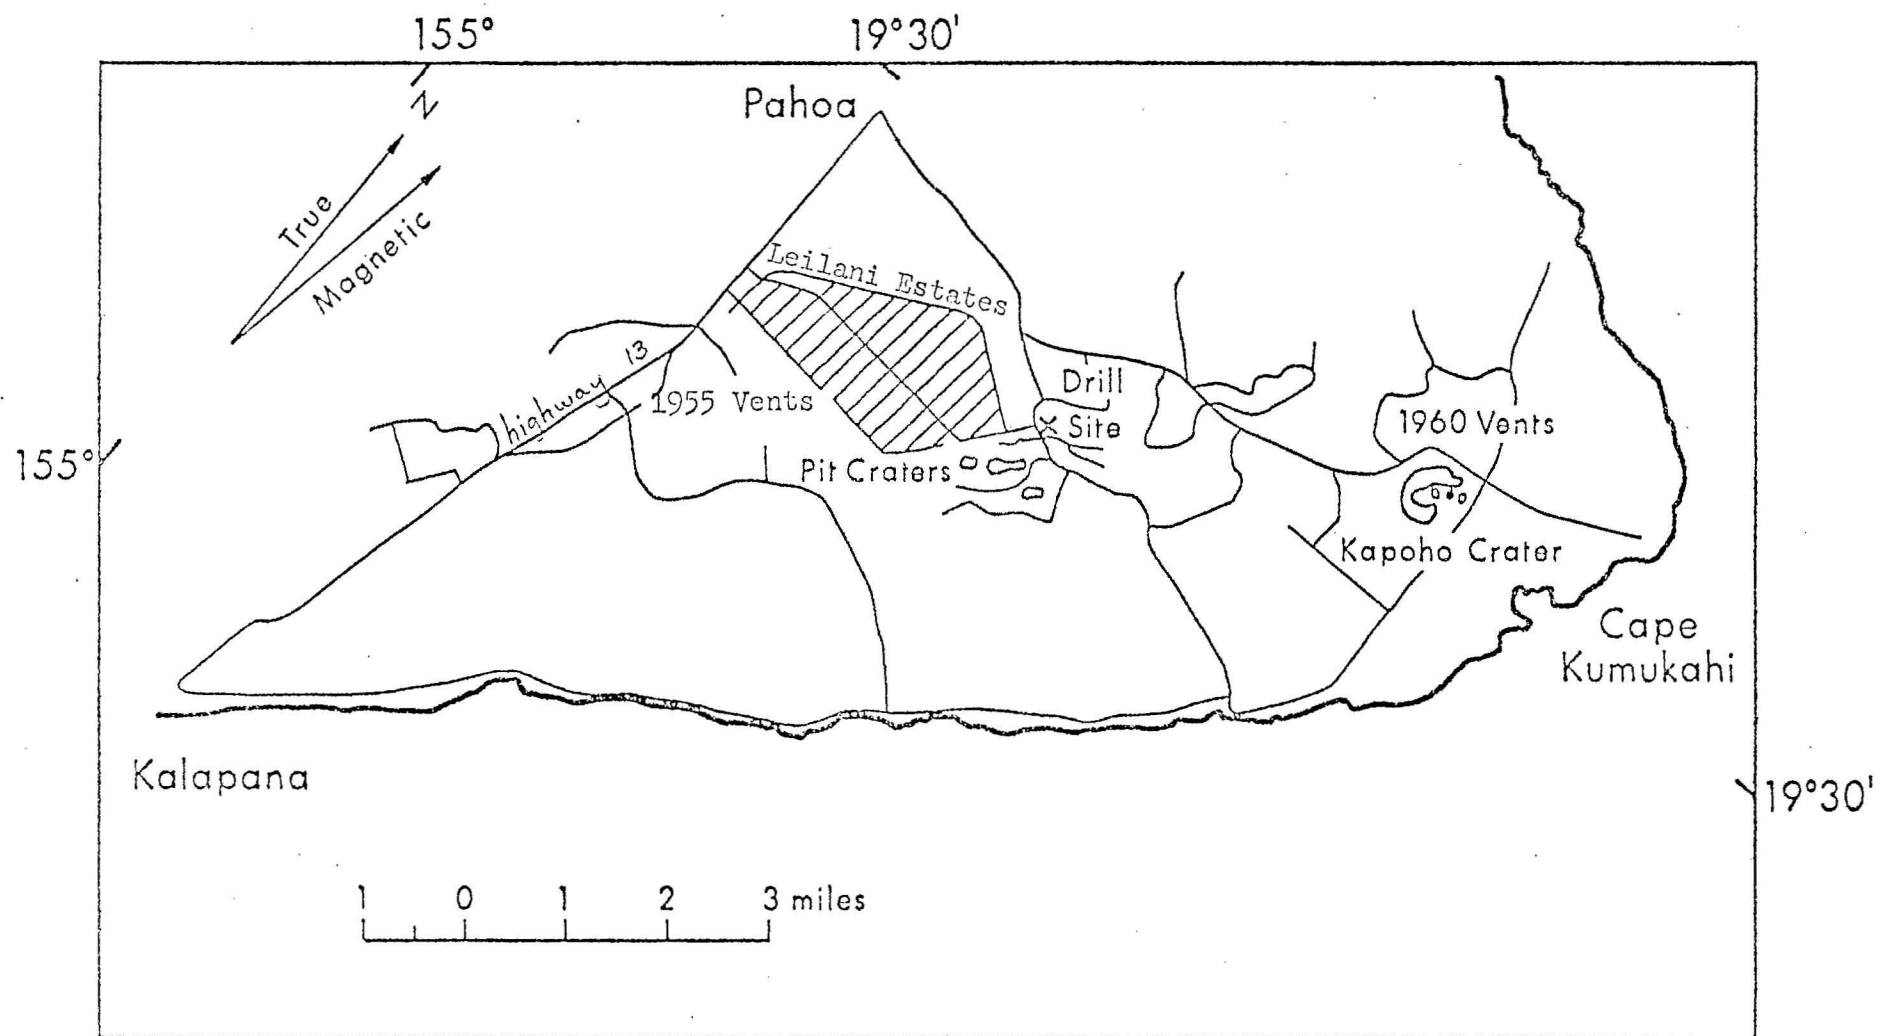 155° 19°30'
Pahoa
N
True
Magnetic
Leilani Estates
highway 13
1955 Vents
Drill
Site
1960 Vents
155°
Pit Craters
Kapoho Crater
Cape
Kumukahi
Kalapana
19°30'
1 0 1 2 3 miles